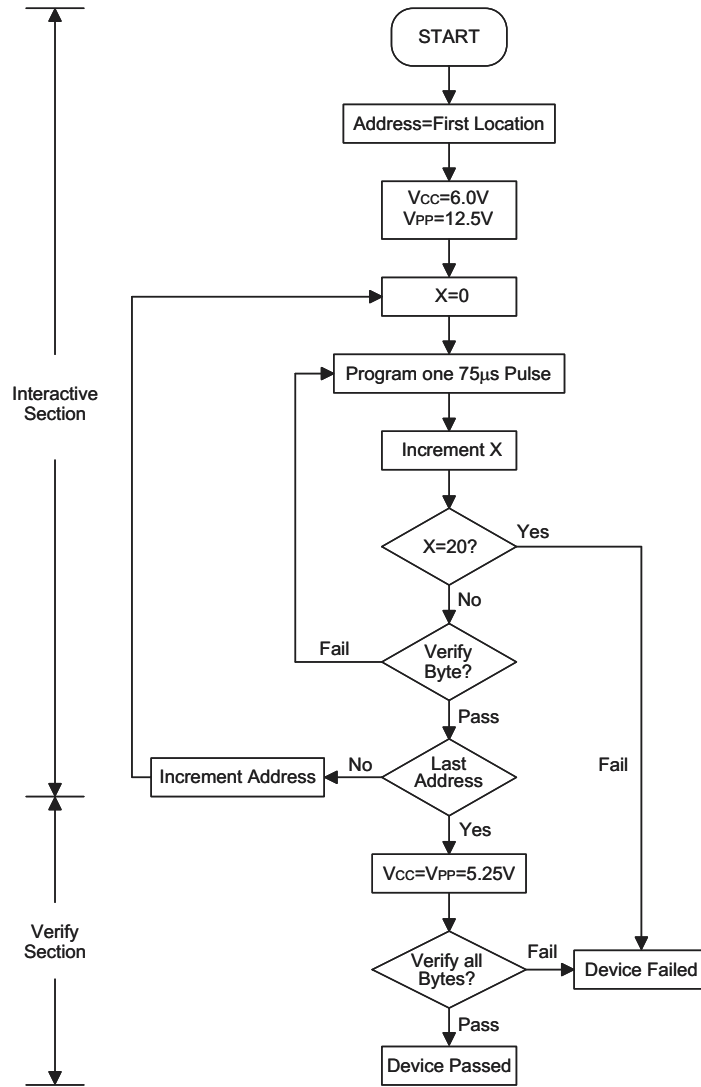 START
Address=First Location
VCC=6.0V
VPP=12.5V
X=0
Interactive
Section
Program one 75μs Pulse
Increment X
X=20?
Yes
No
Verify
Byte?
Fail
Pass
Last
Address
No
Increment Address
Fail
Yes
VCC=VPP=5.25V
Verify
Section
Verify all
Bytes?
Fail
Device Failed
Pass
Device Passed